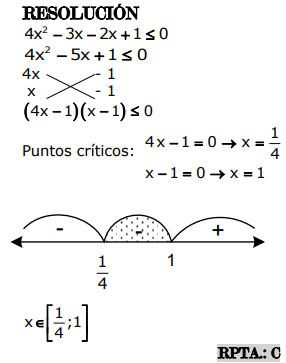 RESOLUCIÓN
4x² – 3x – 2x + 1 ≤ 0
4x² – 5x + 1 ≤ 0
4x – 1
x – 1
(4x – 1)(x – 1) ≤ 0
Puntos críticos: 4x – 1 = 0 → x = 1/4
x – 1 = 0 → x = 1
- - +
1/4 1
x ∈ [1/4 ; 1]
RPTA.: C